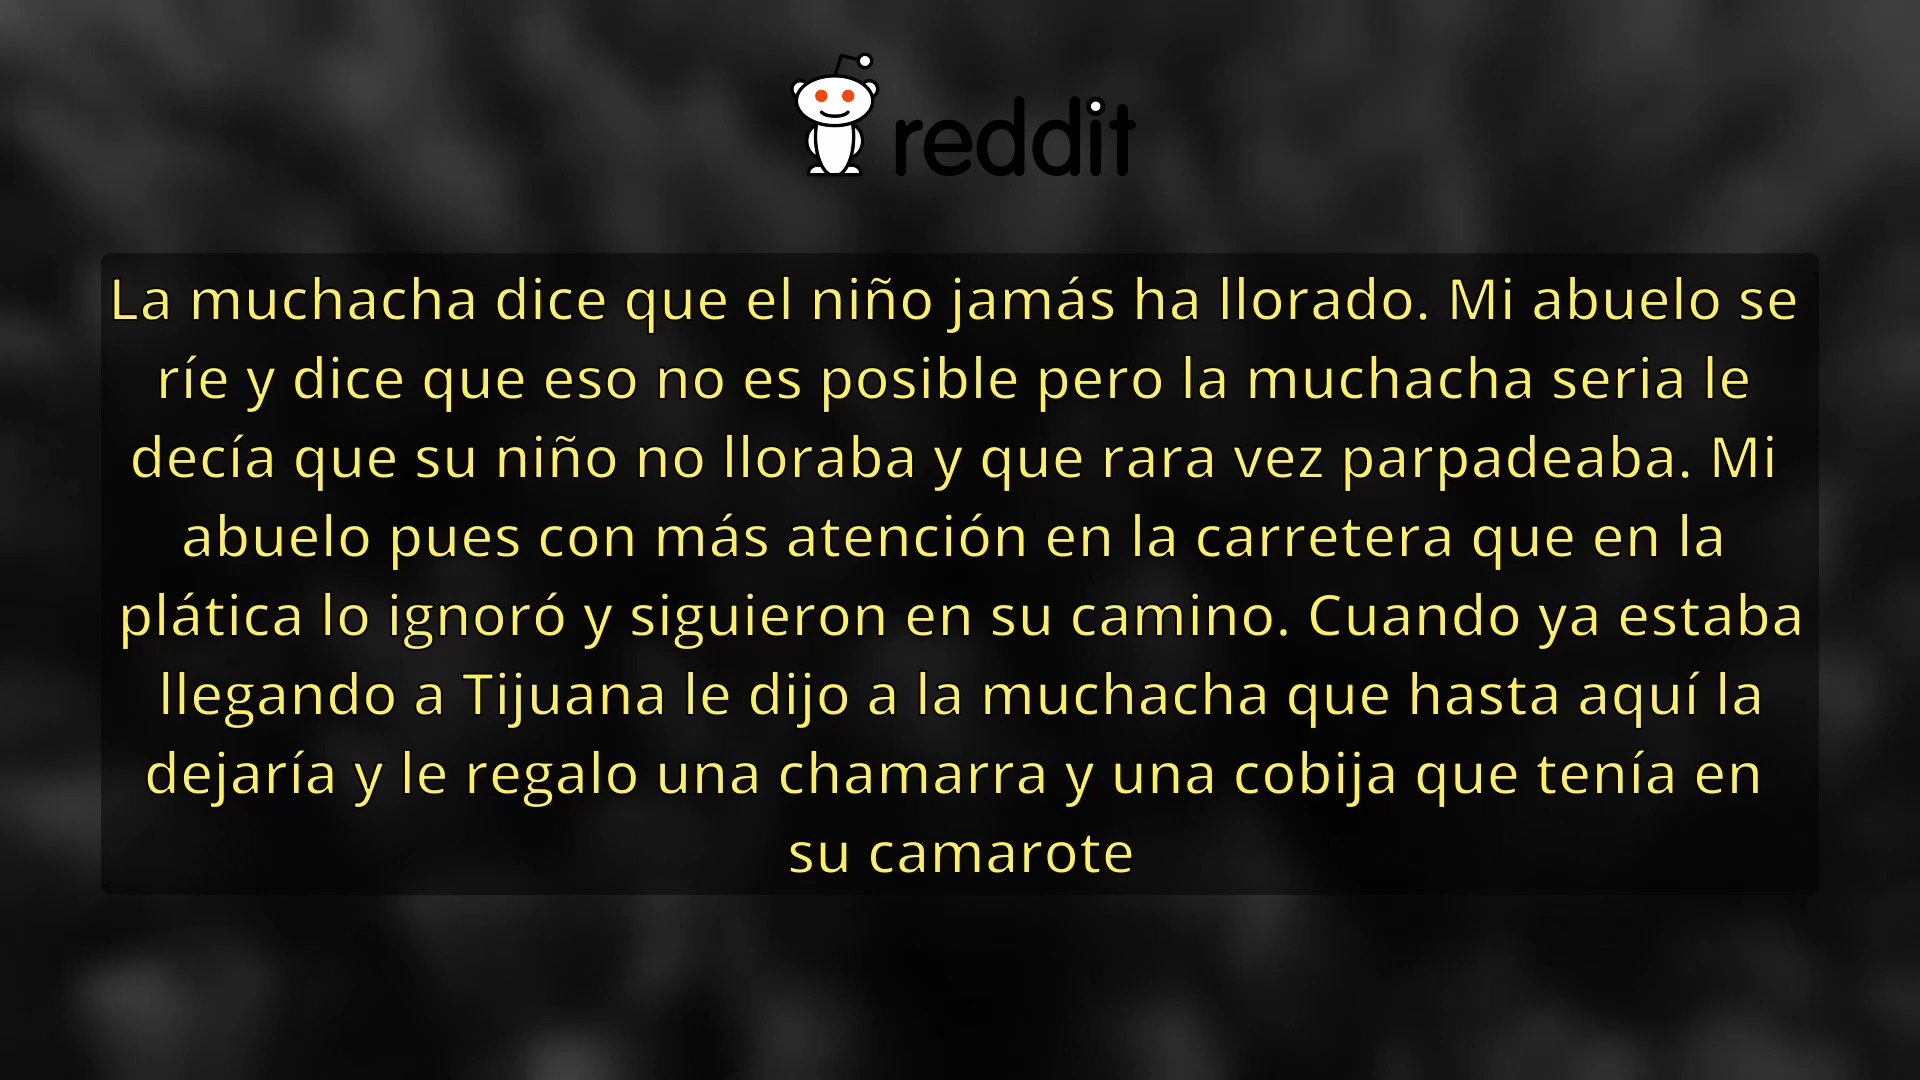 reddit
La muchacha dice que el niño jamás ha llorado. Mi abuelo se
ríe y dice que eso no es posible pero la muchacha seria le
decía que su niño no lloraba y que rara vez parpadeaba. Mi
abuelo pues con más atención en la carretera que en la
plática lo ignoró y siguieron en su camino. Cuando ya estaba
llegando a Tijuana le dijo a la muchacha que hasta aquí la
dejaría y le regalo una chamarra y una cobija que tenía en
su camarote